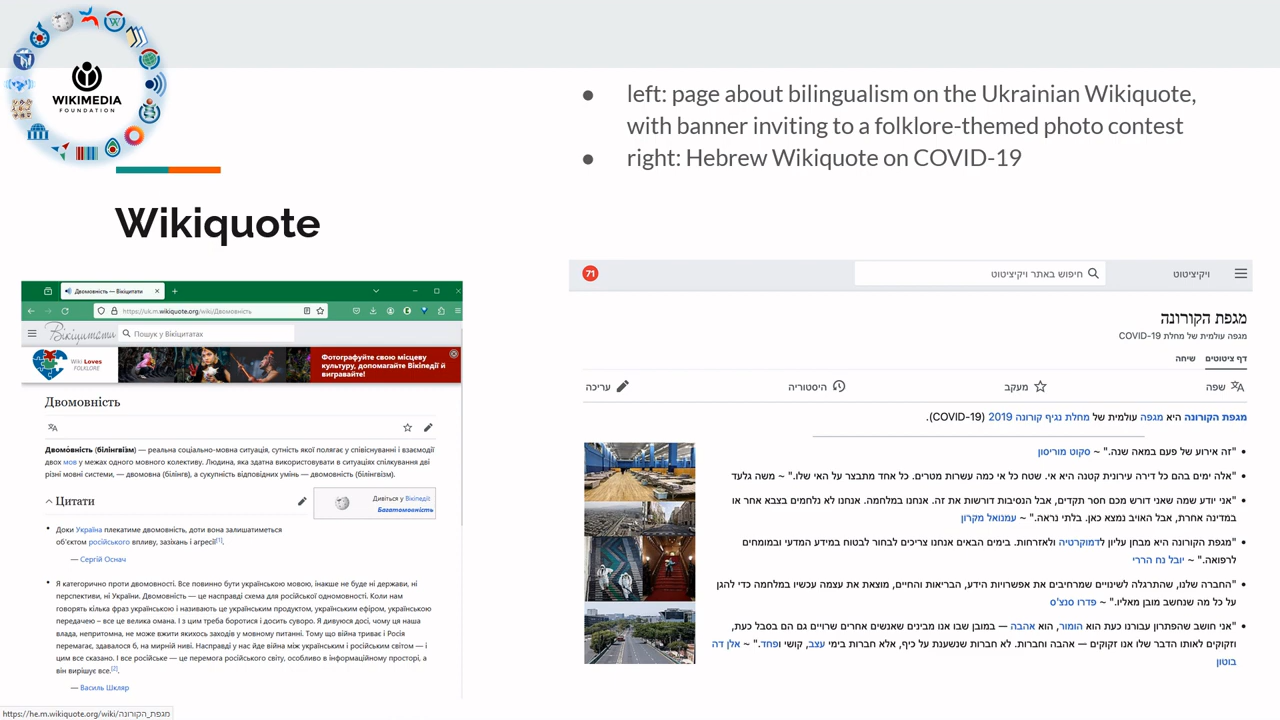 WIKIMEDIA
FOUNDATION
Wikiquote
● left: page about bilingualism on the Ukrainian Wikiquote,
with banner inviting to a folklore-themed photo contest
● right: Hebrew Wikiquote on COVID-19
Двомовність — Вікіцитати
https://uk.m.wikiquote.org/wiki/Двомовність
Вікіцитати
Пошук у Вікіцитатах
Wiki Loves
FOLKLORE
Фотографуйте свою місцеву
культуру, допомагайте Вікіпедії й
вигравайте!
Двомовність
Двомо́вність (білінгвізм) — реальна соціально-мовна ситуація, сутність якої полягає у співіснуванні і взаємодії
двох мов у межах одного мовного колективу. Людина, яка здатна використовувати в ситуаціях спілкування дві
різні мовні системи, — двомовна (білінгв), а сукупність відповідних умінь — двомовність (білінгвізм).
Цитати
Дивіться у Вікіпедії:
Багатомовність
• Доки Україна плекатиме двомовність, доти вона залишатиметься
об'єктом російського впливу, зазіхань і агресії[1].
— Сергій Оснач
• Я категорично проти двомовності. Все повинно бути українською мовою, інакше не буде ні держави, ні
перспективи, ні України. Двомовність — це насправді схема для російської одномовності. Коли нам
говорять кілька фраз українською і називають це українським продуктом, українським ефіром, українською
передачею – все це велика омана. І з цим треба боротися і досить суворо. Я дивуюся досі, чому ця наша
влада, непритомна, не може вжити якихось заходів у мовному питанні. Тому що війна триває і Росія
перемагає, здавалося б, на мирній ниві. Насправді у нас йде війна між українським і російським світом — і
цим все сказано. І все російське — це перемога російського світу, особливо в інформаційному просторі, а
він вирішує все.[2]
— Василь Шкляр
71
חיפוש באתר ויקיציטוט
ויקיציטוט
מגפת הקורונה
מגפה עולמית של מחלת COVID-19
דף ציטוטים שיחה
שפה
מעקב
היסטוריה
עריכה
מגפת הקורונה היא מגפה עולמית של מחלת נגיף קורונה 2019 (COVID-19).
• "זה אירוע של פעם במאה שנה." ~ סקוט מוריסון
• "אלה ימים בהם כל דירה עירונית קטנה היא אי. שטח כל אי כמה עשרות מטרים. כל אחד מתבצר על האי שלו." ~ משה גלעד
• "אני יודע שמה שאני דורש מכם חסר תקדים, אבל הנסיבות דורשות את זה. אנחנו במלחמה. אנחנו לא נלחמים בצבא אחר או
במדינה אחרת, אבל האויב נמצא כאן. בלתי נראה." ~ עמנואל מקרון
• "מגפת הקורונה היא מבחן עליון לדמוקרטיה ולאזרחות. בימים הבאים אנחנו צריכים לבחור לבטוח במידע המדעי ובמומחים
לרפואה." ~ יובל נח הררי
• "החברה שלנו, שהתרגלה לשינויים שמרחיבים את אפשרויות הידע, הבריאות והחיים, מוצאת את עצמה עכשיו במלחמה כדי להגן
על כל מה שנחשב מובן מאליו." ~ פדרו סנצ'ס
• "אני חושב שהפתרון עבורנו כעת הוא הומור, הוא אהבה — במובן שבו אנו מבינים שאנשים אחרים שרויים גם הם בסבל כעת,
וזקוקים לאותו הדבר שלו אנו זקוקים — אהבה וחברות. לא חברות שנשענת על כיף, אלא חברות בימי עצב, קושי ופחד." ~ אלן דה
בוטון
https://he.m.wikiquote.org/wiki/מגפת_הקורונה